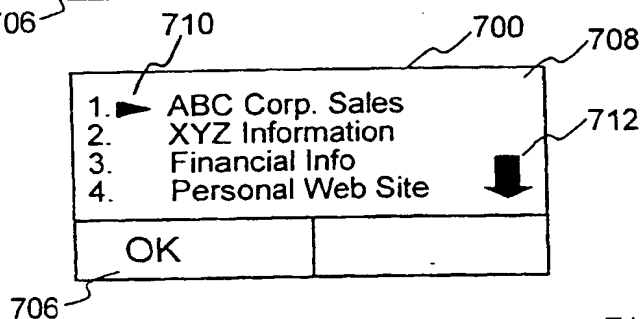 706
710
700
708
1. ABC Corp. Sales
2. XYZ Information
712
3. Financial Info
4. Personal Web Site
OK
706